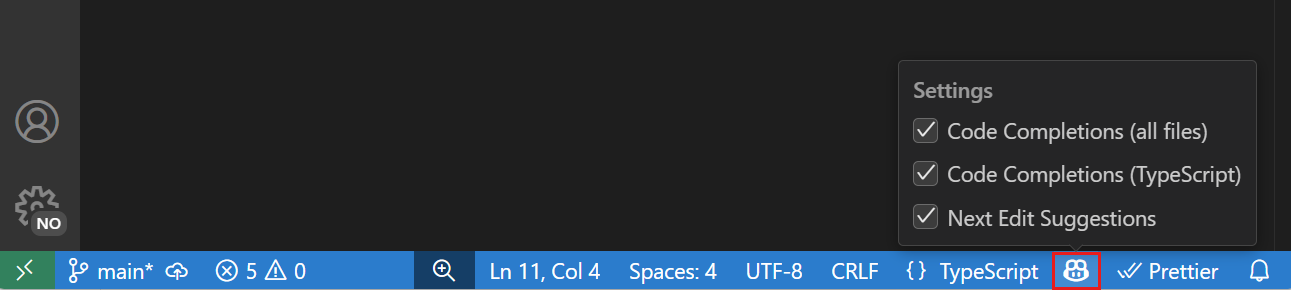 Settings
Code Completions (all files)
Code Completions (TypeScript)
Next Edit Suggestions
NO
main* 5 0 Ln 11, Col 4 Spaces: 4 UTF-8 CRLF {} TypeScript Prettier